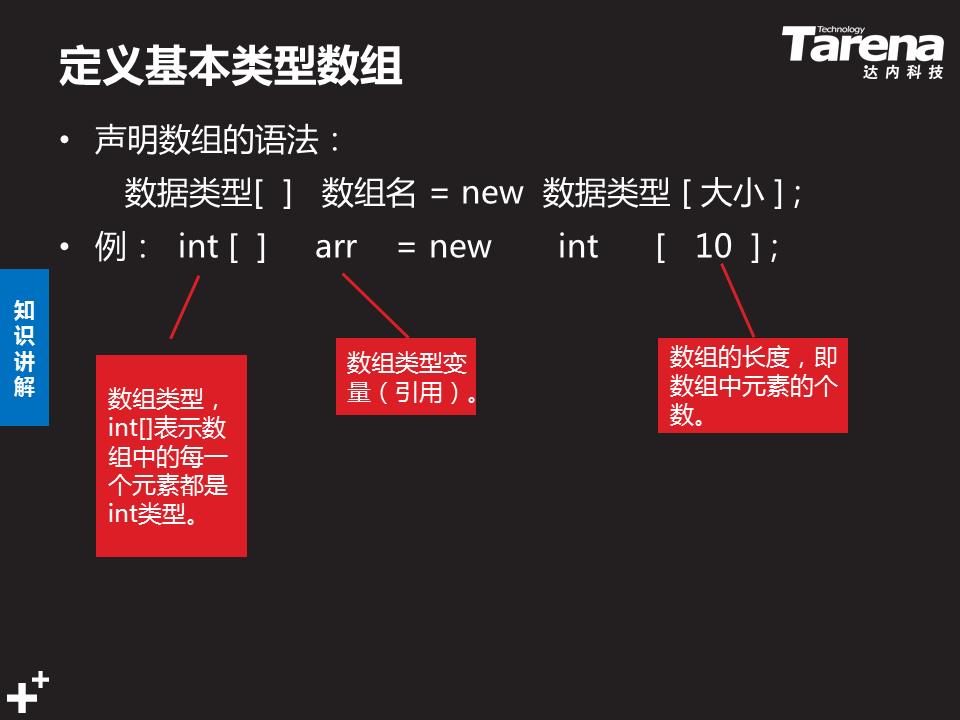 定义基本类型数组
Technology
Tarena
达内科技
• 声明数组的语法：
数据类型[ ] 数组名 = new 数据类型 [ 大小 ] ;
• 例： int [ ] arr = new int [ 10 ] ;
知
识
讲
解
数组类型，
int[]表示数
组中的每一
个元素都是
int类型。
数组类型变
量（引用）。
数组的长度，即
数组中元素的个
数。